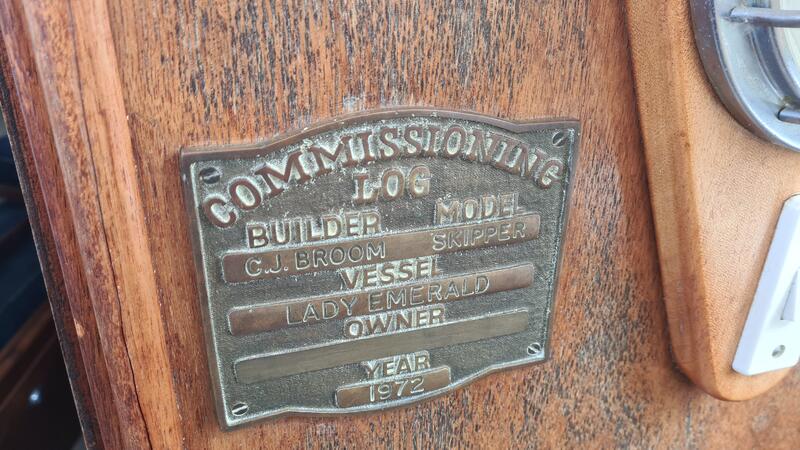 COMMISSIONING
LOG
BUILDER MODEL
C.J. BROOM SKIPPER
VESSEL
LADY EMERALD
OWNER
YEAR
1972